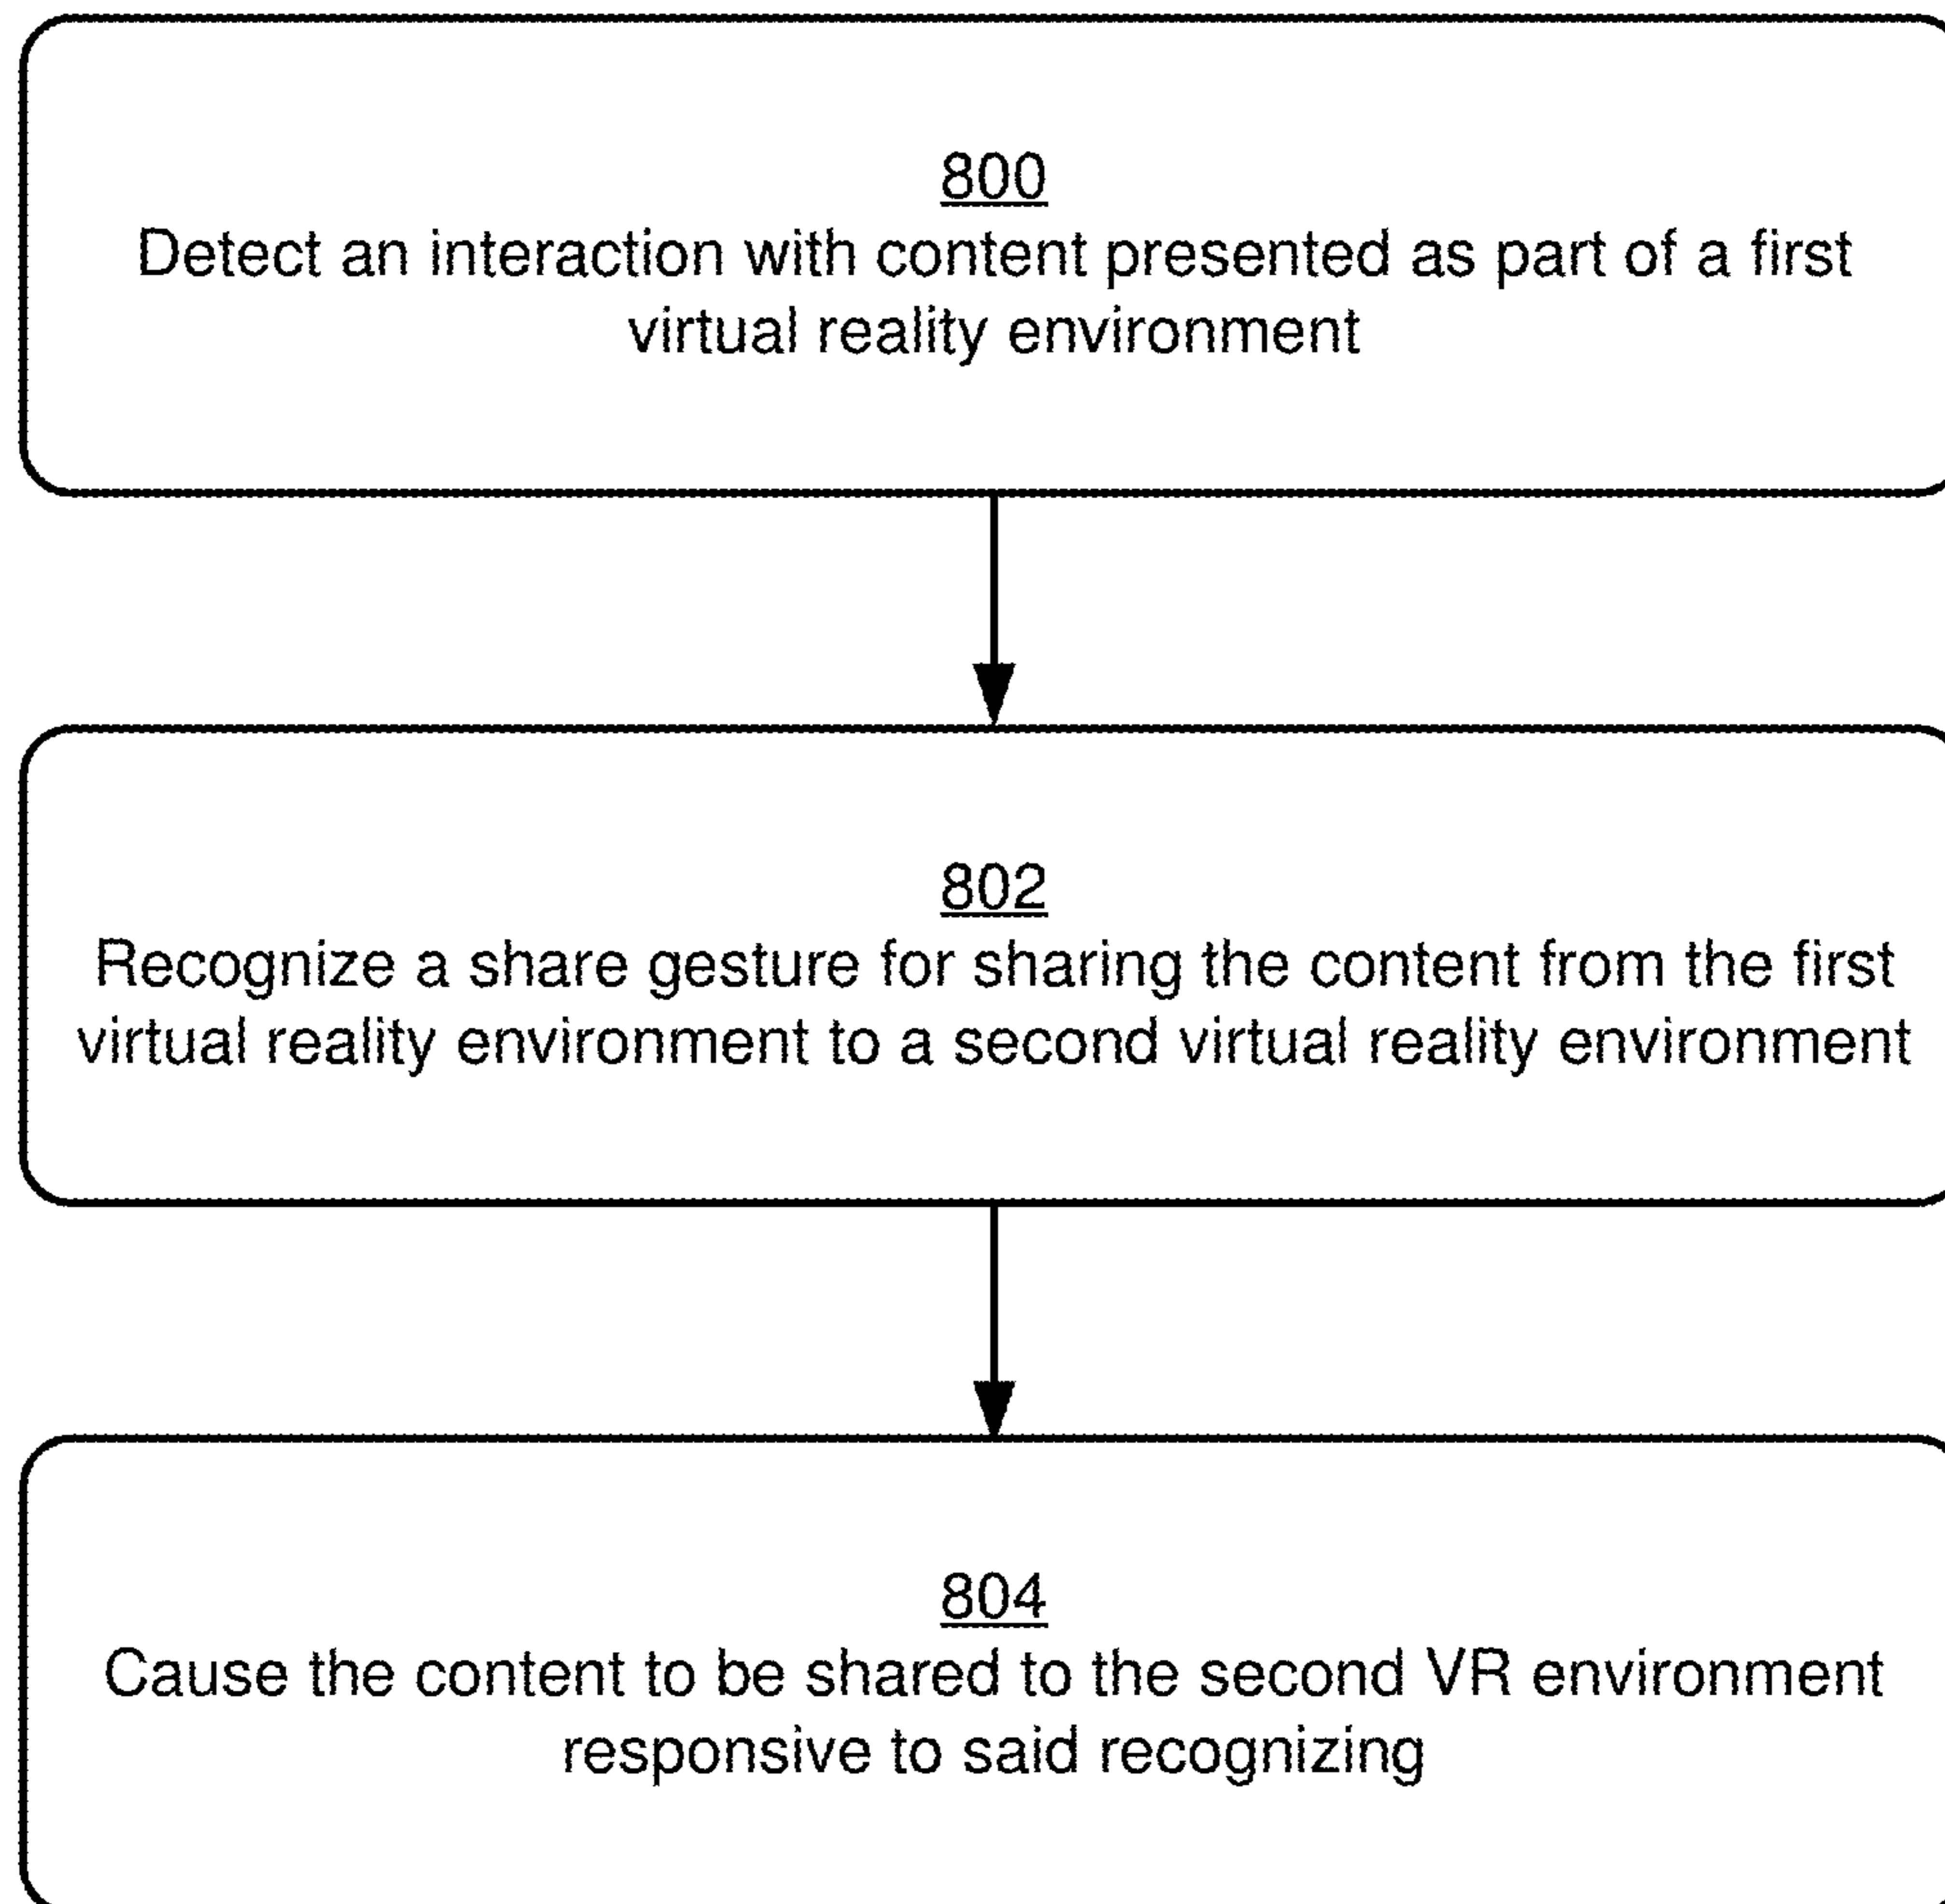 800
Detect an interaction with content presented as part of a first
virtual reality environment
802
Recognize a share gesture for sharing the content from the first
virtual reality environment to a second virtual reality environment
804
Cause the content to be shared to the second VR environment
responsive to said recognizing